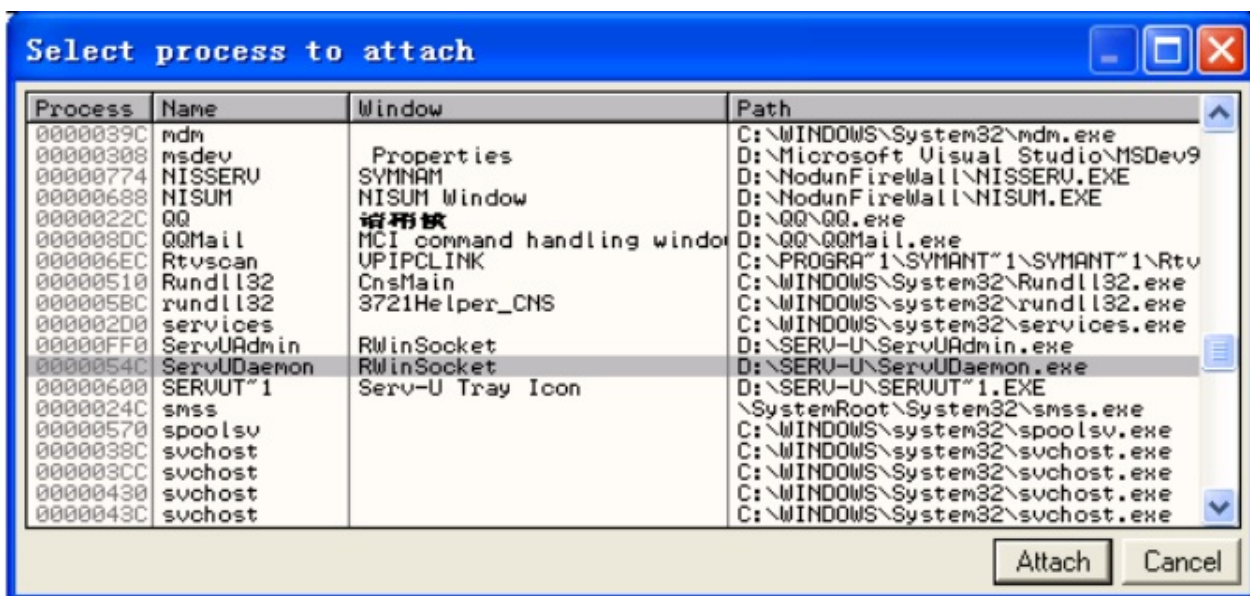 Select process to attach
Process Name Window Path
0000039C mdm C:\WINDOWS\System32\mdm.exe
00000308 msdev Properties D:\Microsoft Visual Studio\MSDev9
00000774 NISSERV SYMNAM D:\NodunFireWall\NISSERV.EXE
00000688 NISUM NISUM Window D:\NodunFireWall\NISUM.EXE
0000022C QQ D:\QQ\QQ.exe
000008DC QQMail MCI command handling window D:\QQ\QQMail.exe
000006EC Rtvscan VPIPCLINK C:\PROGRA~1\SYMANT~1\SYMANT~1\Rtv
00000510 Rundll32 CnsMain C:\WINDOWS\System32\Rundll32.exe
000005BC rundll32 3721Helper_CNS C:\WINDOWS\system32\rundll32.exe
000002D0 services C:\WINDOWS\system32\services.exe
00000FF0 ServUAdmin RWinSocket D:\SERV-U\ServUAdmin.exe
0000054C ServUDaemon RWinSocket D:\SERV-U\ServUDaemon.exe
00000600 SERVUT~1 Serv-U Tray Icon D:\SERV-U\SERVUT~1.EXE
0000024C smss \SystemRoot\System32\smss.exe
00000570 spoolsv C:\WINDOWS\system32\spoolsv.exe
0000038C svchost C:\WINDOWS\system32\svchost.exe
000003CC svchost C:\WINDOWS\System32\svchost.exe
00000430 svchost C:\WINDOWS\System32\svchost.exe
0000043C svchost C:\WINDOWS\System32\svchost.exe
Attach Cancel